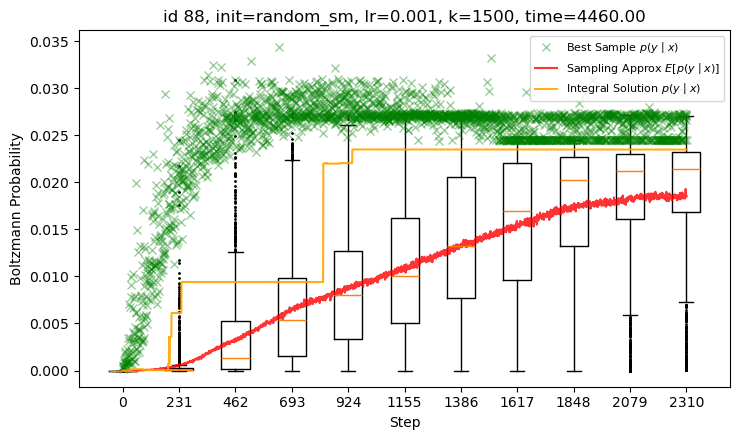 id 88, init=random_sm, lr=0.001, k=1500, time=4460.00
Boltzmann Probability
0.035
0.030
0.025
0.020
0.015
0.010
0.005
0.000
Best Sample p(y | x)
Sampling Approx E[p(y | x)]
Integral Solution p(y | x)
0 231 462 693 924 1155 1386 1617 1848 2079 2310
Step